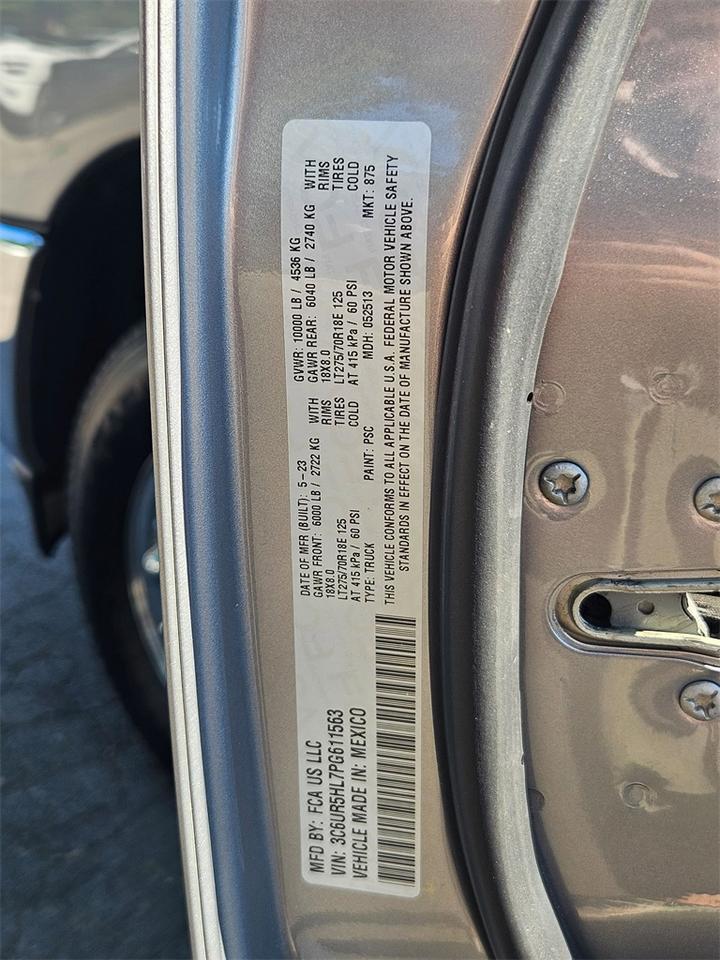 MFD BY: FCA US LLC
VIN: 3C6UR5HL7PG611563
VEHICLE MADE IN: MEXICO
DATE OF MFR (BUILT): 5-23 GVWR: 10000 LB / 4536 KG
GAWR FRONT: 6000 LB / 2722 KG WITH GAWR REAR: 6040 LB / 2740 KG WITH
18X8.0 RIMS 18X8.0 RIMS
LT275/70R18E 125 TIRES LT275/70R18E 125 TIRES
AT 415 kPa / 60 PSI COLD AT 415 kPa / 60 PSI COLD
TYPE: TRUCK PAINT: PSC MDH: 052513 MKT: 875
THIS VEHICLE CONFORMS TO ALL APPLICABLE U.S.A. FEDERAL MOTOR VEHICLE SAFETY
STANDARDS IN EFFECT ON THE DATE OF MANUFACTURE SHOWN ABOVE.